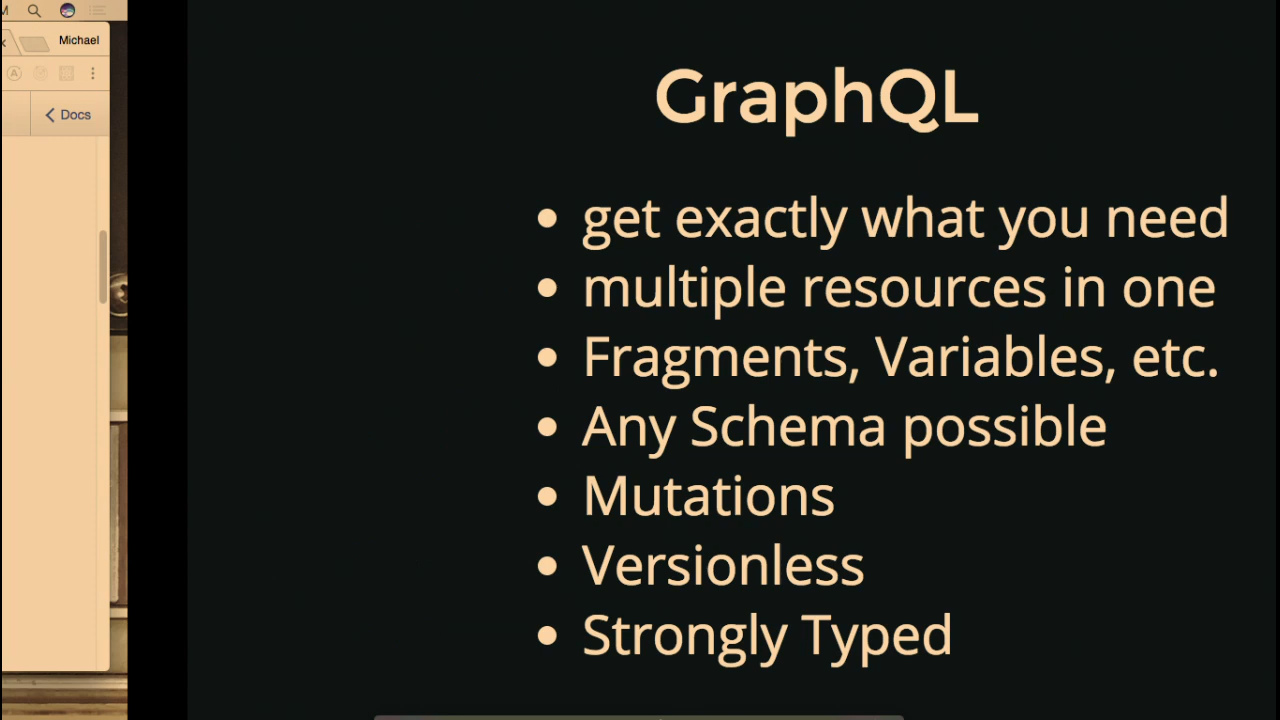 Michael
Docs
GraphQL
get exactly what you need
multiple resources in one
Fragments, Variables, etc.
Any Schema possible
Mutations
Versionless
Strongly Typed